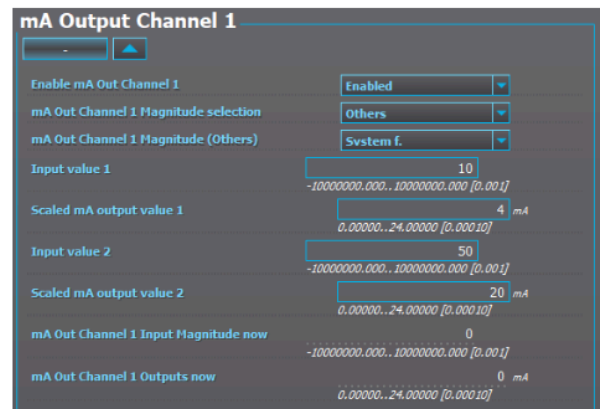 mA Output Channel 1
-
Enable mA Out Channel 1 Enabled
mA Out Channel 1 Magnitude selection Others
mA Out Channel 1 Magnitude (Others) System f.
Input value 1 10
-10000000.000..10000000.000 [0.001]
Scaled mA output value 1 4 mA
0.00000..24.00000 [0.00010]
Input value 2 50
-10000000.000..10000000.000 [0.001]
Scaled mA output value 2 20 mA
0.00000..24.00000 [0.00010]
mA Out Channel 1 Input Magnitude now 0
-10000000.000..10000000.000 [0.001]
mA Out Channel 1 Outputs now 0 mA
0.00000..24.00000 [0.00010]